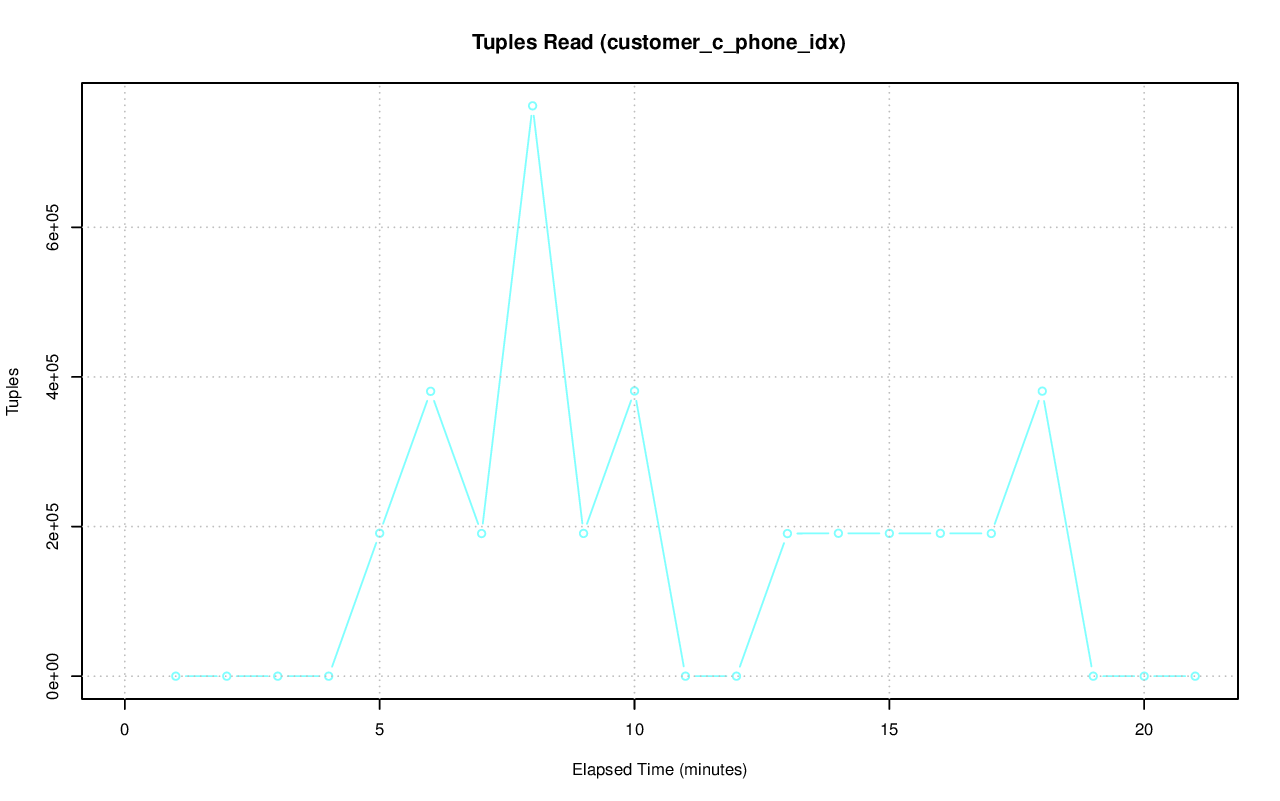 Tuples Read (customer_c_phone_idx)
Tuples
6e+05
4e+05
2e+05
0e+00
0 5 10 15 20
Elapsed Time (minutes)